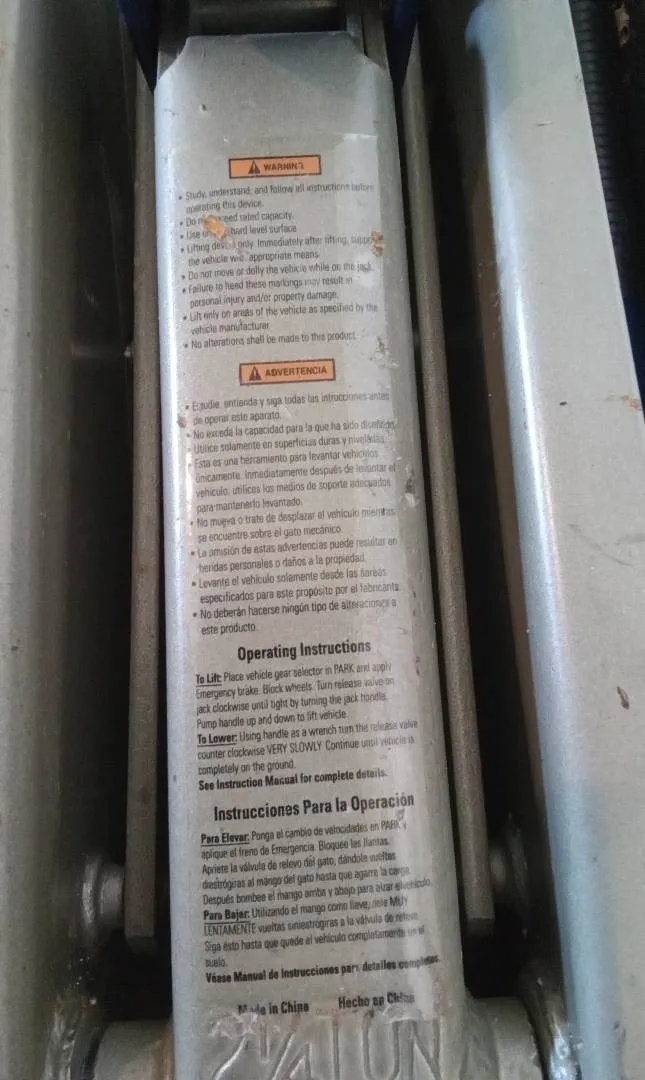 WARNING
• Study, understand, and follow all instructions before
operating this device.
• Do exceed rated capacity.
• Use hard level surface
• Lifting device only. Immediately after lifting, support
the vehicle appropriate means.
• Do not move or dolly the vehicle while on the jack.
• Failure to heed these markings may result in
personal injury and/or property damage.
• Lift only on areas of the vehicle as specified by the
vehicle manufacturer.
• No alterations shall be made to this product.
ADVERTENCIA
• Estudie, entienda y siga todas las intrucciones antes
de operar este aparato.
• No exceda la capacidad para la que ha sido diseñado.
• Utilice solamente en superficias duras y niveladas.
• Esta es una herramiento para levantar vehiculos
únicamente. Inmediatamente después de levantar el
vehiculo, utilices los medios de soporte adecuados
para mantenerlo levantado.
• No mueva o trate de desplazar el vehiculo mientras
se encuentre sobre el gato mecánico.
• La omisión de estas advertencias puede resultar en
heridas personales o daños a la propiedad.
• Levante el vehiculo solamente desde las áareas
especificados para este propósito por el fabricante.
• No deberán hacerse ningún tipo de alteraciones a
este producto.
Operating Instructions
To Lift: Place vehicle gear selector in PARK and apply
Emergency brake. Block wheels. Turn release valve on
jack clockwise until tight by turning the jack handle.
Pump handle up and down to lift vehicle.
To Lower: Using handle as a wrench turn the release valve
counter clockwise VERY SLOWLY Continue until vehicle is
completely on the ground.
See Instruction Manual for complete details.
Instrucciones Para la Operación
Para Elevar: Ponga el cambio de velocidades en PARK y
aplique el freno de Emergencia. Bloquee las llantas.
Apriete la válvula de relevo del gato, dándole vueltas
diestrógiras al mango del gato hasta que agarre la carga.
Después bombee el mango arriba y abajo para alzar el vehiculo.
Para Bajar: Utilizando el mango como llave, dele MUY
LENTAMENTE vueltas siniestrógiras a la válvula de relevo.
Siga ésto hasta que quede el vehiculo completamente en el
suelo.
Véase Manual de Instrucciones para detalles completos.
Made in China Hecho en China